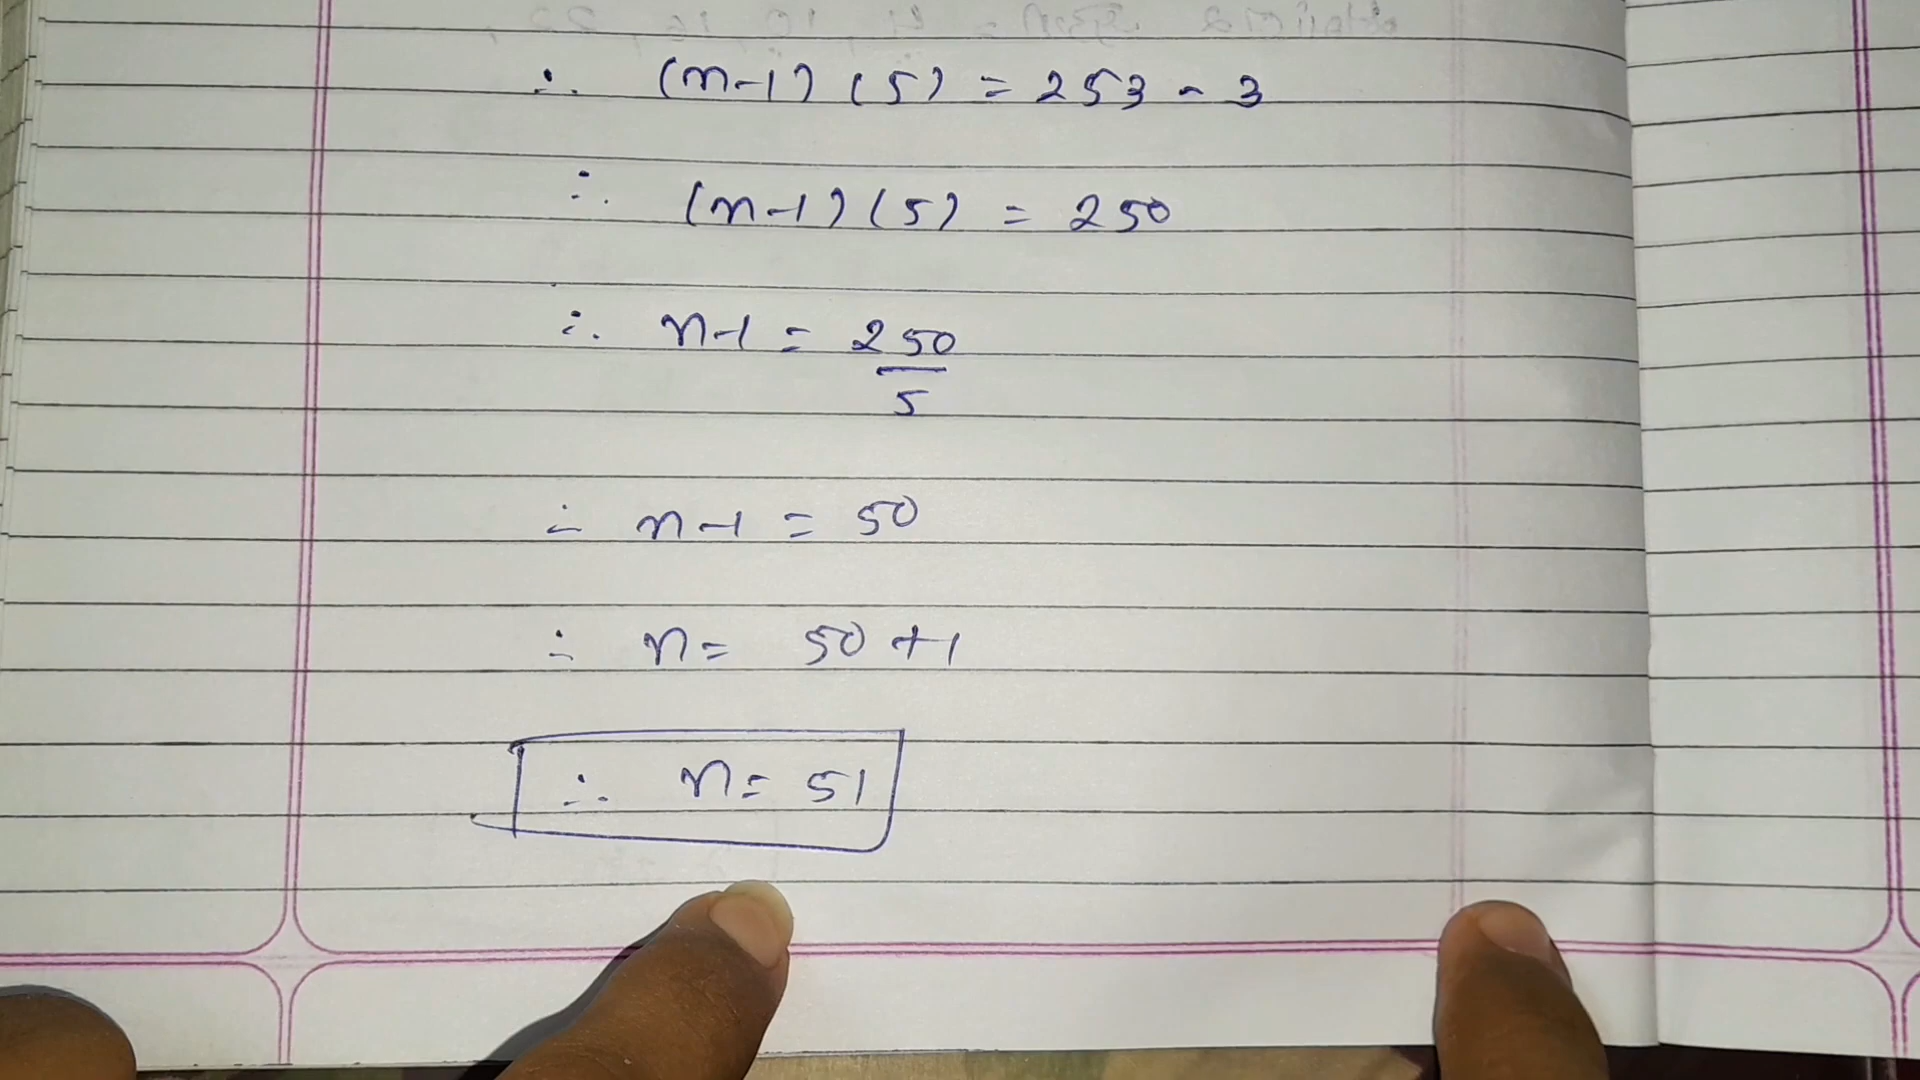 ∴ (n-1) (5) = 253 - 3
∴ (n-1) (5) = 250
∴ n-1 = 250/5
∴ n-1 = 50
∴ n = 50 + 1
∴ n = 51